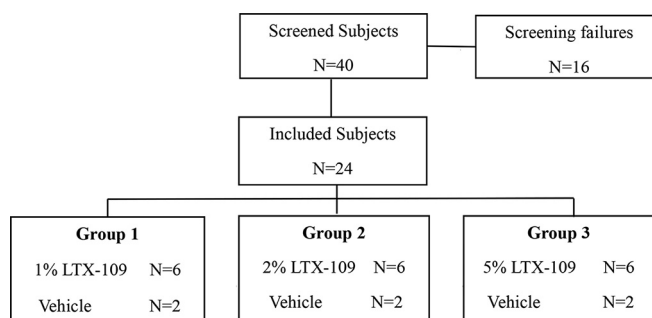 Screened Subjects
N=40
Screening failures
N=16
Included Subjects
N=24
Group 1
1% LTX-109 N=6
Vehicle N=2
Group 2
2% LTX-109 N=6
Vehicle N=2
Group 3
5% LTX-109 N=6
Vehicle N=2